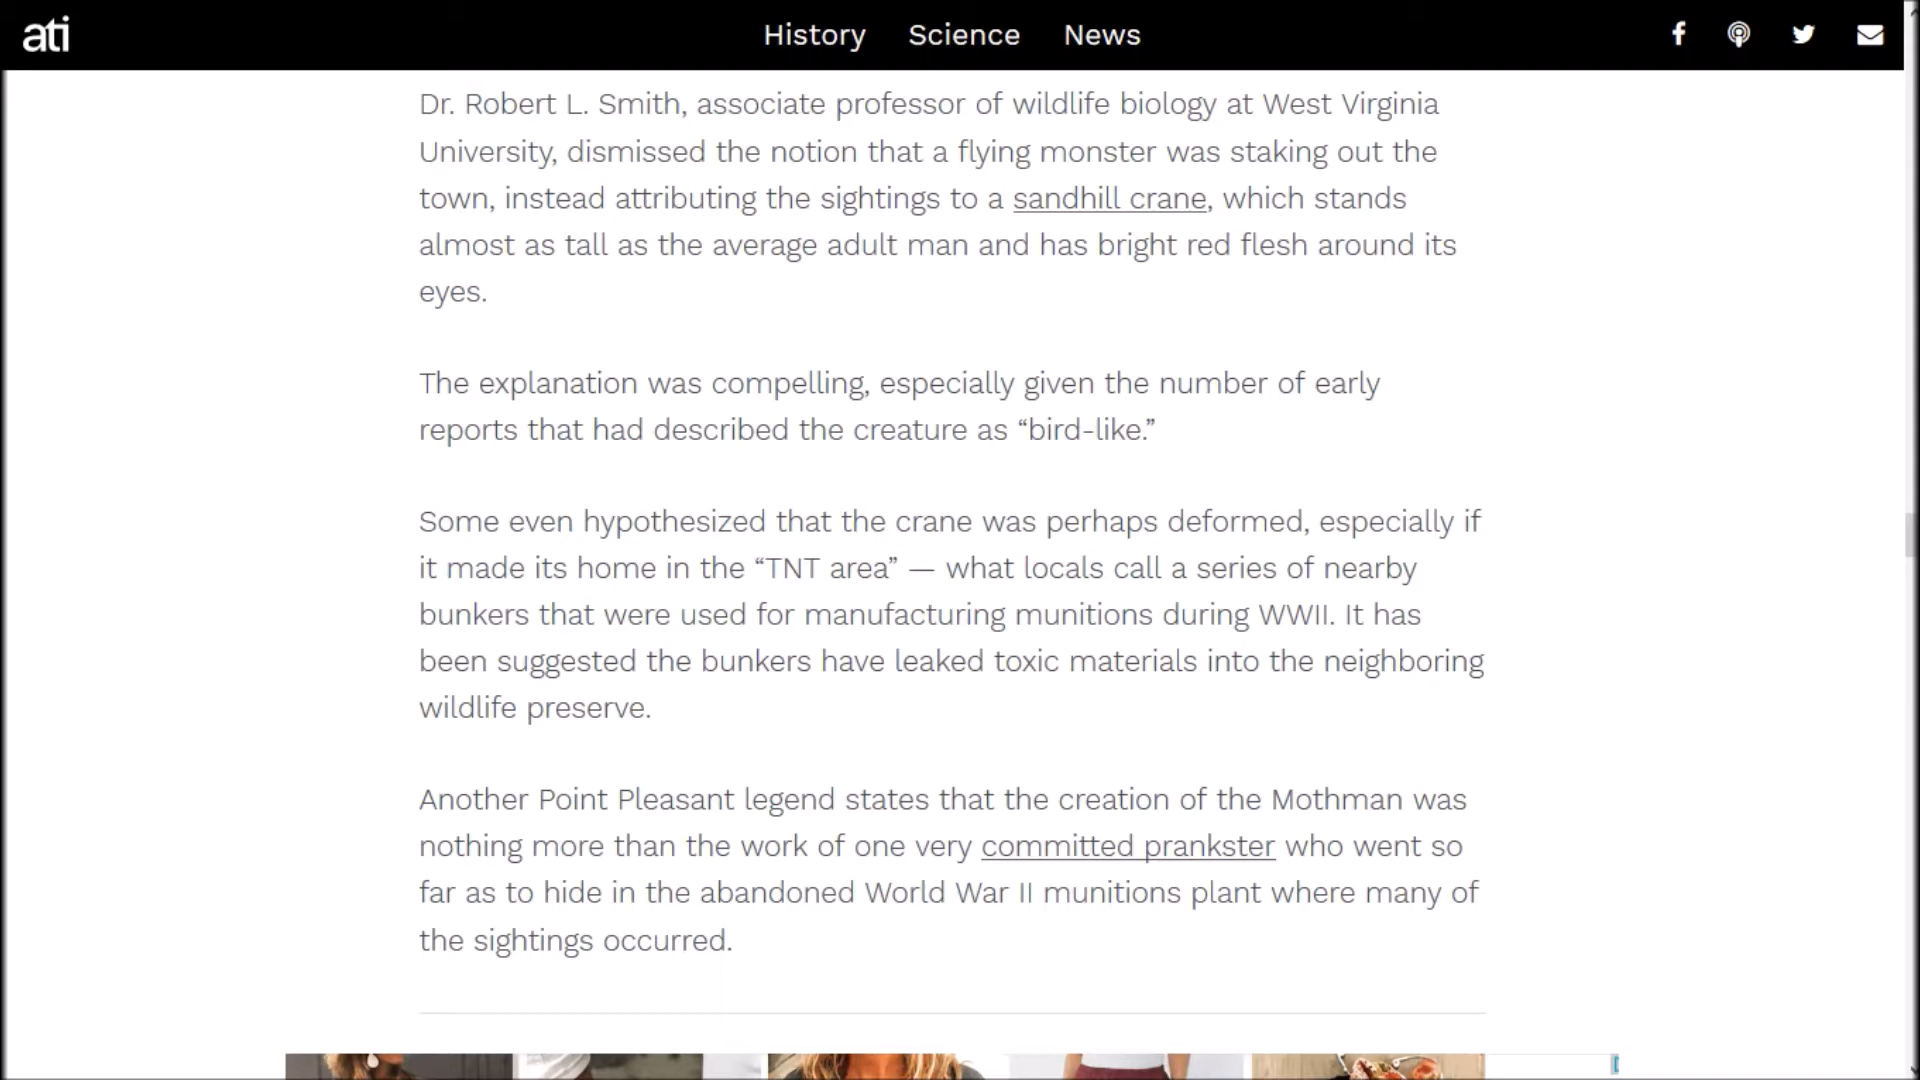 ati
History Science News
Dr. Robert L. Smith, associate professor of wildlife biology at West Virginia
University, dismissed the notion that a flying monster was staking out the
town, instead attributing the sightings to a sandhill crane, which stands
almost as tall as the average adult man and has bright red flesh around its
eyes.
The explanation was compelling, especially given the number of early
reports that had described the creature as “bird-like.”
Some even hypothesized that the crane was perhaps deformed, especially if
it made its home in the “TNT area” — what locals call a series of nearby
bunkers that were used for manufacturing munitions during WWII. It has
been suggested the bunkers have leaked toxic materials into the neighboring
wildlife preserve.
Another Point Pleasant legend states that the creation of the Mothman was
nothing more than the work of one very committed prankster who went so
far as to hide in the abandoned World War II munitions plant where many of
the sightings occurred.